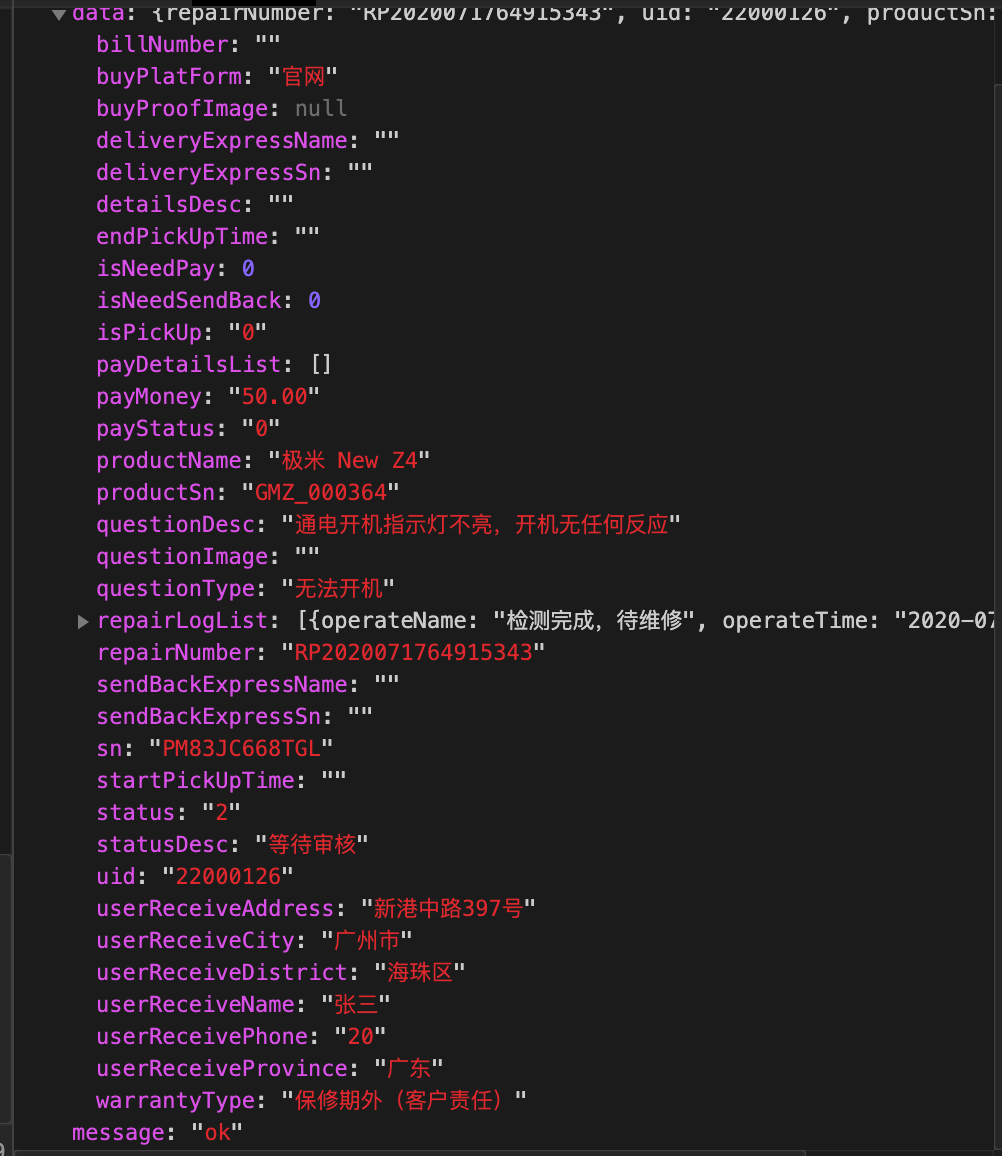 data: {repairNumber: "RP2020071764915343", uid: "22000126", productSn:
billNumber: ""
buyPlatForm: "官网"
buyProofImage: null
deliveryExpressName: ""
deliveryExpressSn: ""
detailsDesc: ""
endPickUpTime: ""
isNeedPay: 0
isNeedSendBack: 0
isPickUp: "0"
payDetailsList: []
payMoney: "50.00"
payStatus: "0"
productName: "极米 New Z4"
productSn: "GMZ_000364"
questionDesc: "通电开机指示灯不亮，开机无任何反应"
questionImage: ""
questionType: "无法开机"
repairLogList: [{operateName: "检测完成，待维修", operateTime: "2020-07
repairNumber: "RP2020071764915343"
sendBackExpressName: ""
sendBackExpressSn: ""
sn: "PM83JC668TGL"
startPickUpTime: ""
status: "2"
statusDesc: "等待审核"
uid: "22000126"
userReceiveAddress: "新港中路397号"
userReceiveCity: "广州市"
userReceiveDistrict: "海珠区"
userReceiveName: "张三"
userReceivePhone: "20"
userReceiveProvince: "广东"
warrantyType: "保修期外（客户责任）"
message: "ok"